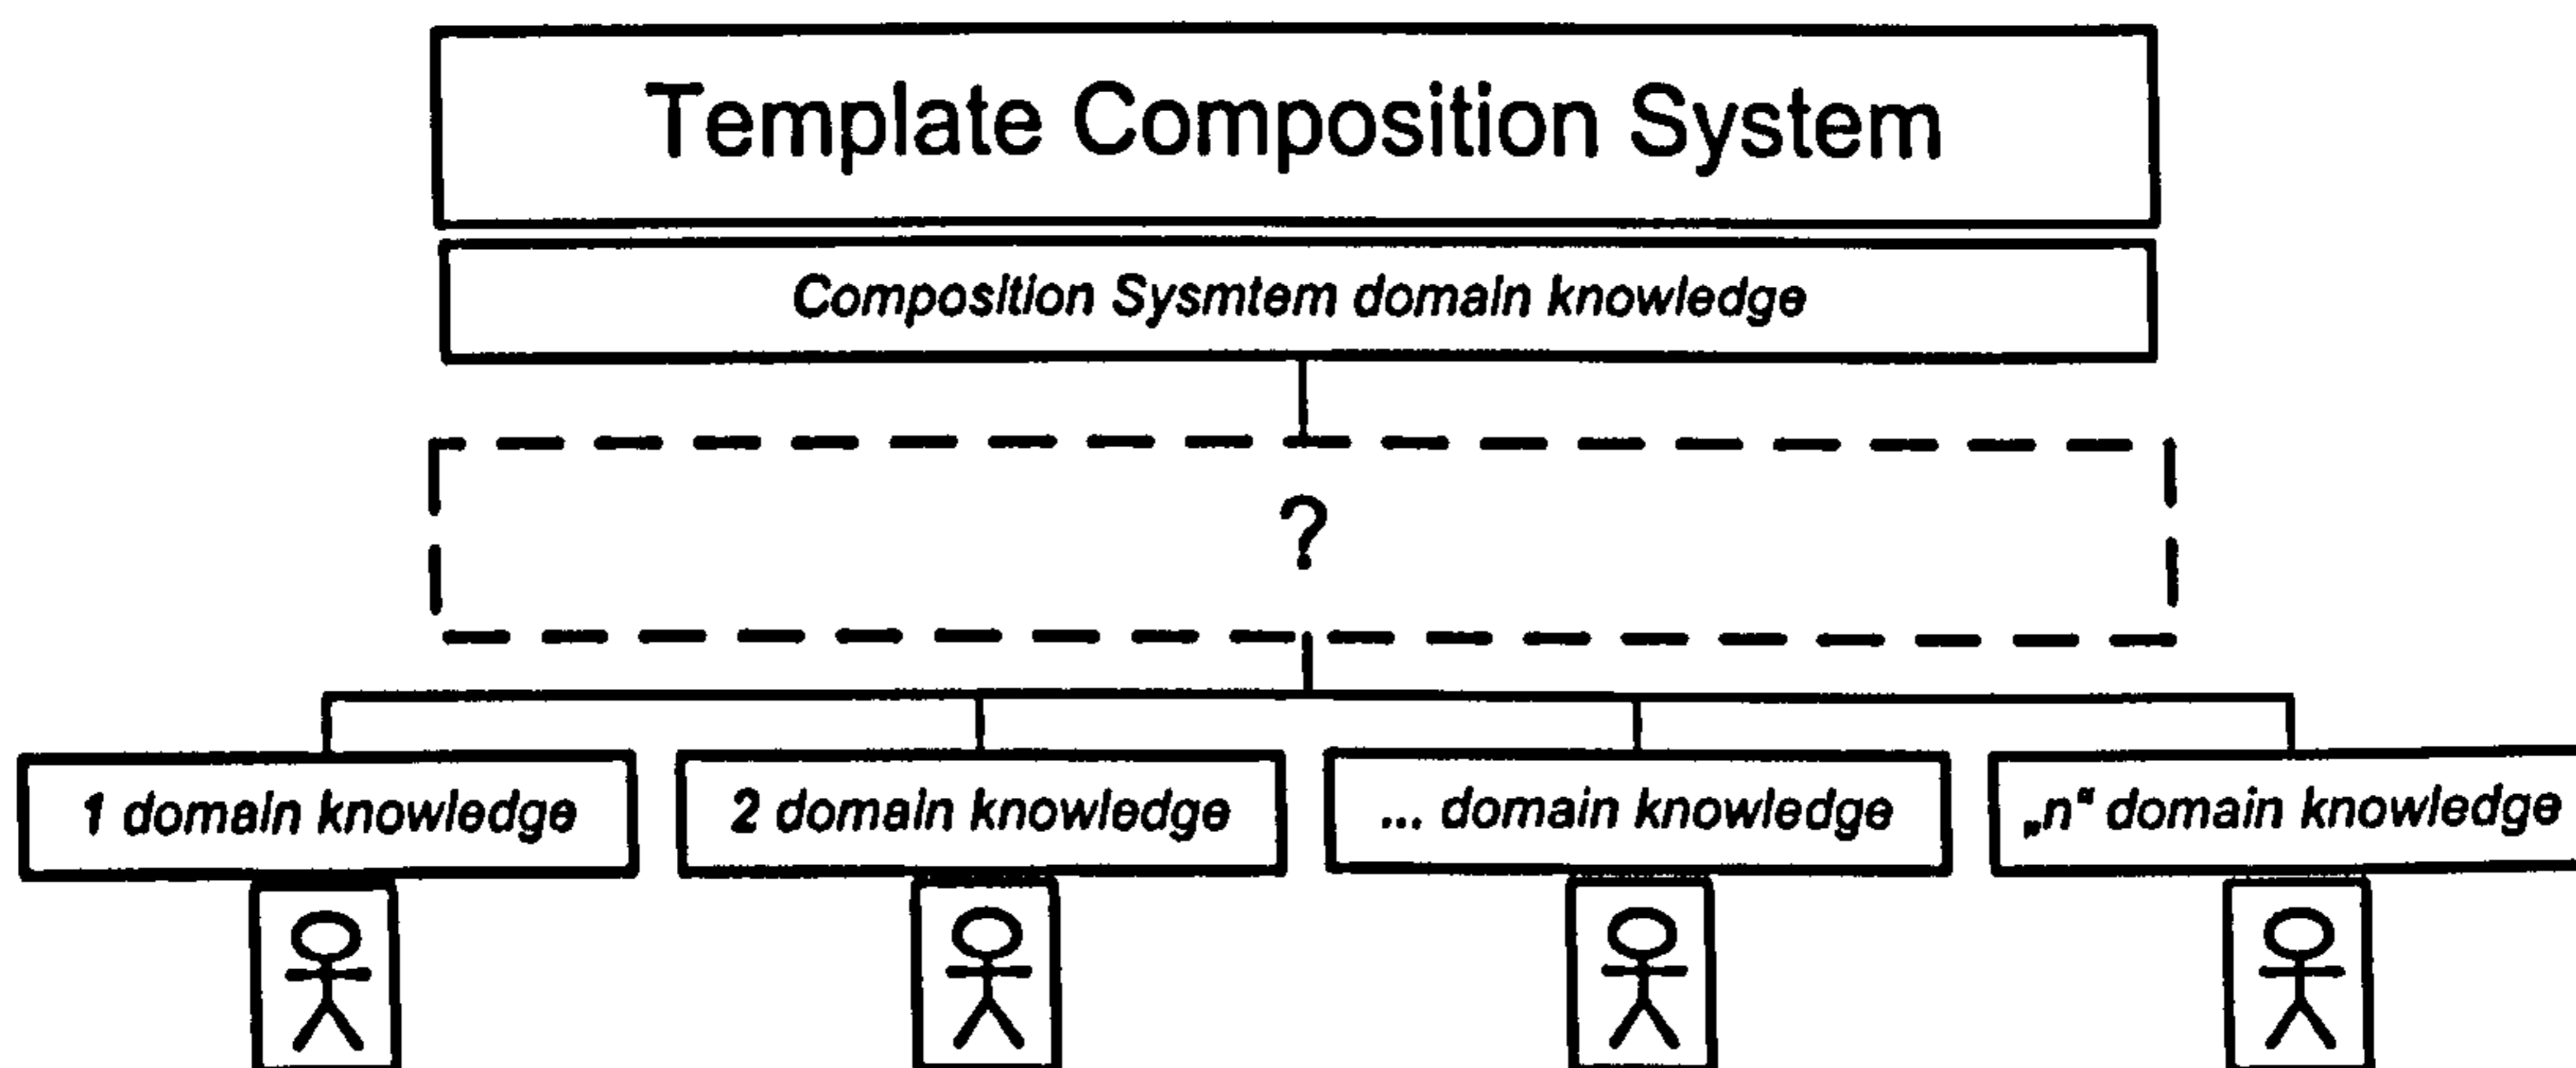 Template Composition System
Composition Sysmtem domain knowledge
?
1 domain knowledge
2 domain knowledge
... domain knowledge
„n“ domain knowledge